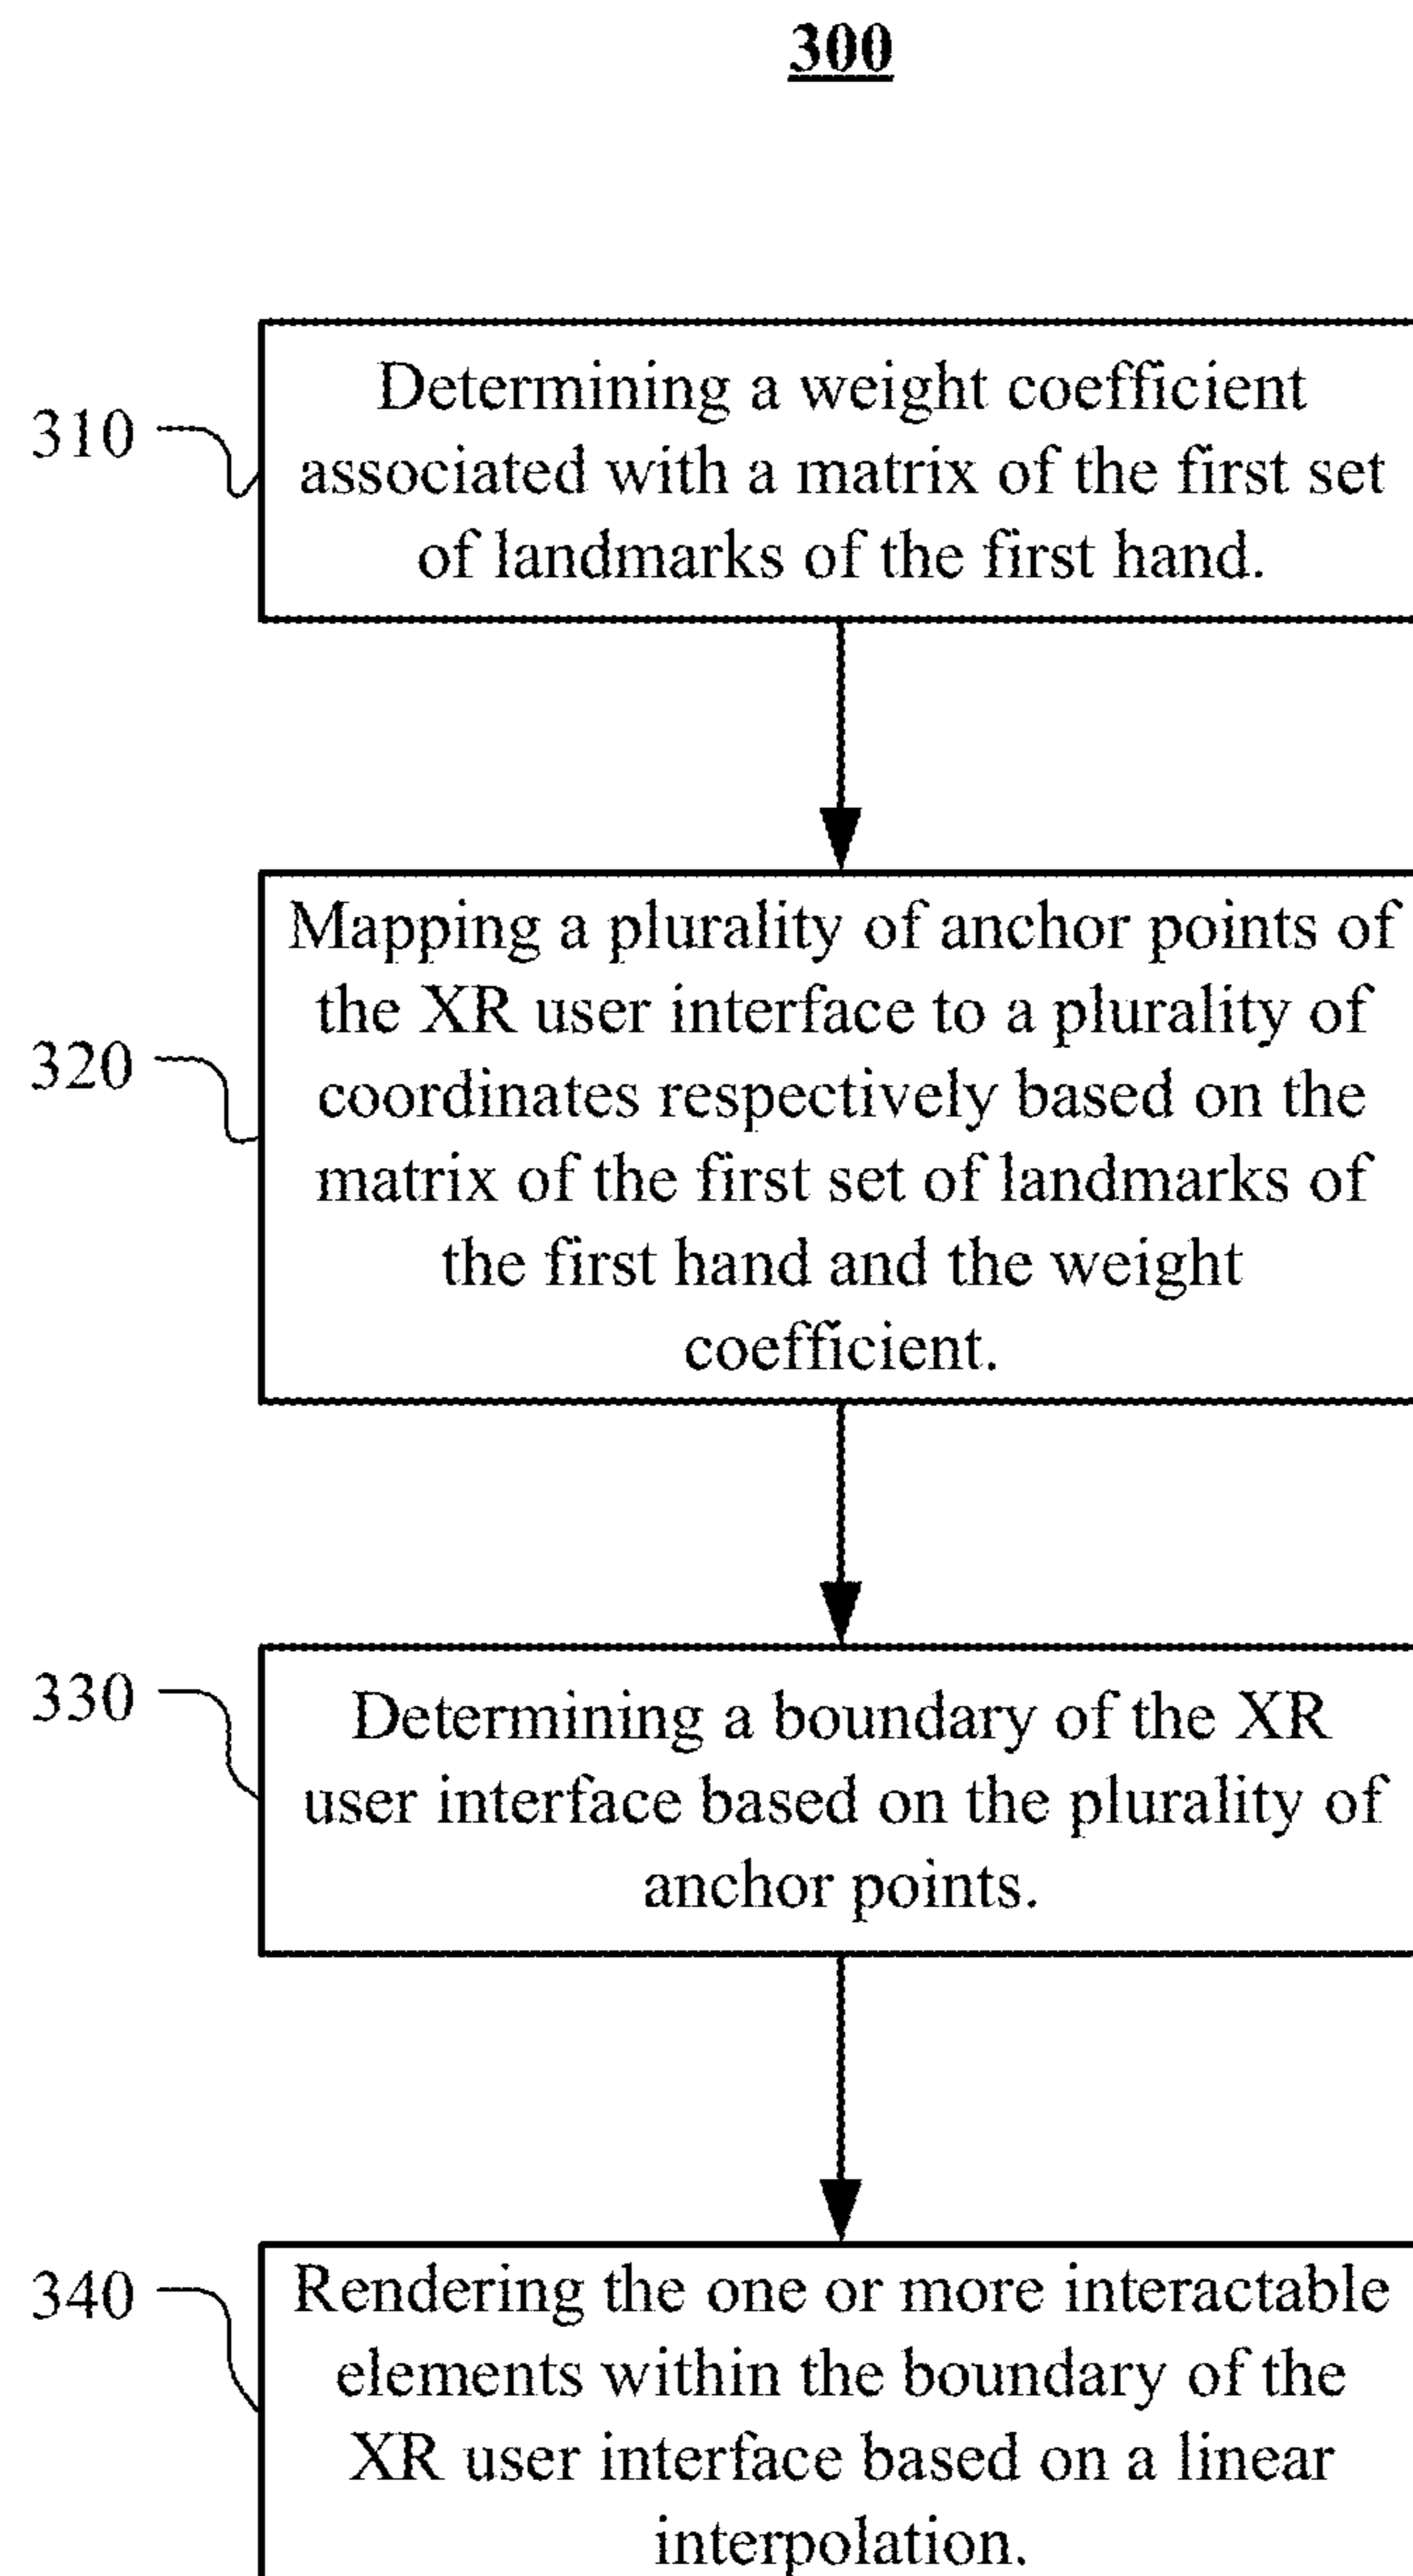 300
310
Determining a weight coefficient
associated with a matrix of the first set
of landmarks of the first hand.
320
Mapping a plurality of anchor points of
the XR user interface to a plurality of
coordinates respectively based on the
matrix of the first set of landmarks of
the first hand and the weight
coefficient.
330
Determining a boundary of the XR
user interface based on the plurality of
anchor points.
340
Rendering the one or more interactable
elements within the boundary of the
XR user interface based on a linear
interpolation.